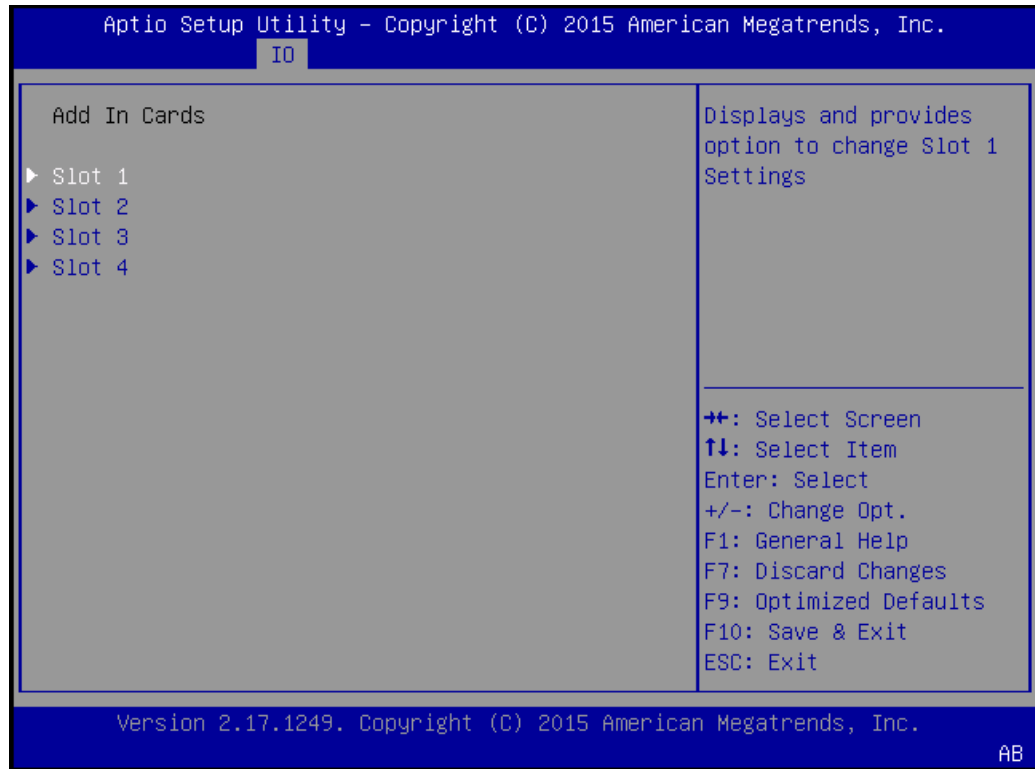 Aptio Setup Utility – Copyright (C) 2015 American Megatrends, Inc.
IO
Add In Cards
► Slot 1
► Slot 2
► Slot 3
► Slot 4
Displays and provides
option to change Slot 1
Settings
→←: Select Screen
↑↓: Select Item
Enter: Select
+/-: Change Opt.
F1: General Help
F7: Discard Changes
F9: Optimized Defaults
F10: Save & Exit
ESC: Exit
Version 2.17.1249. Copyright (C) 2015 American Megatrends, Inc.
AB